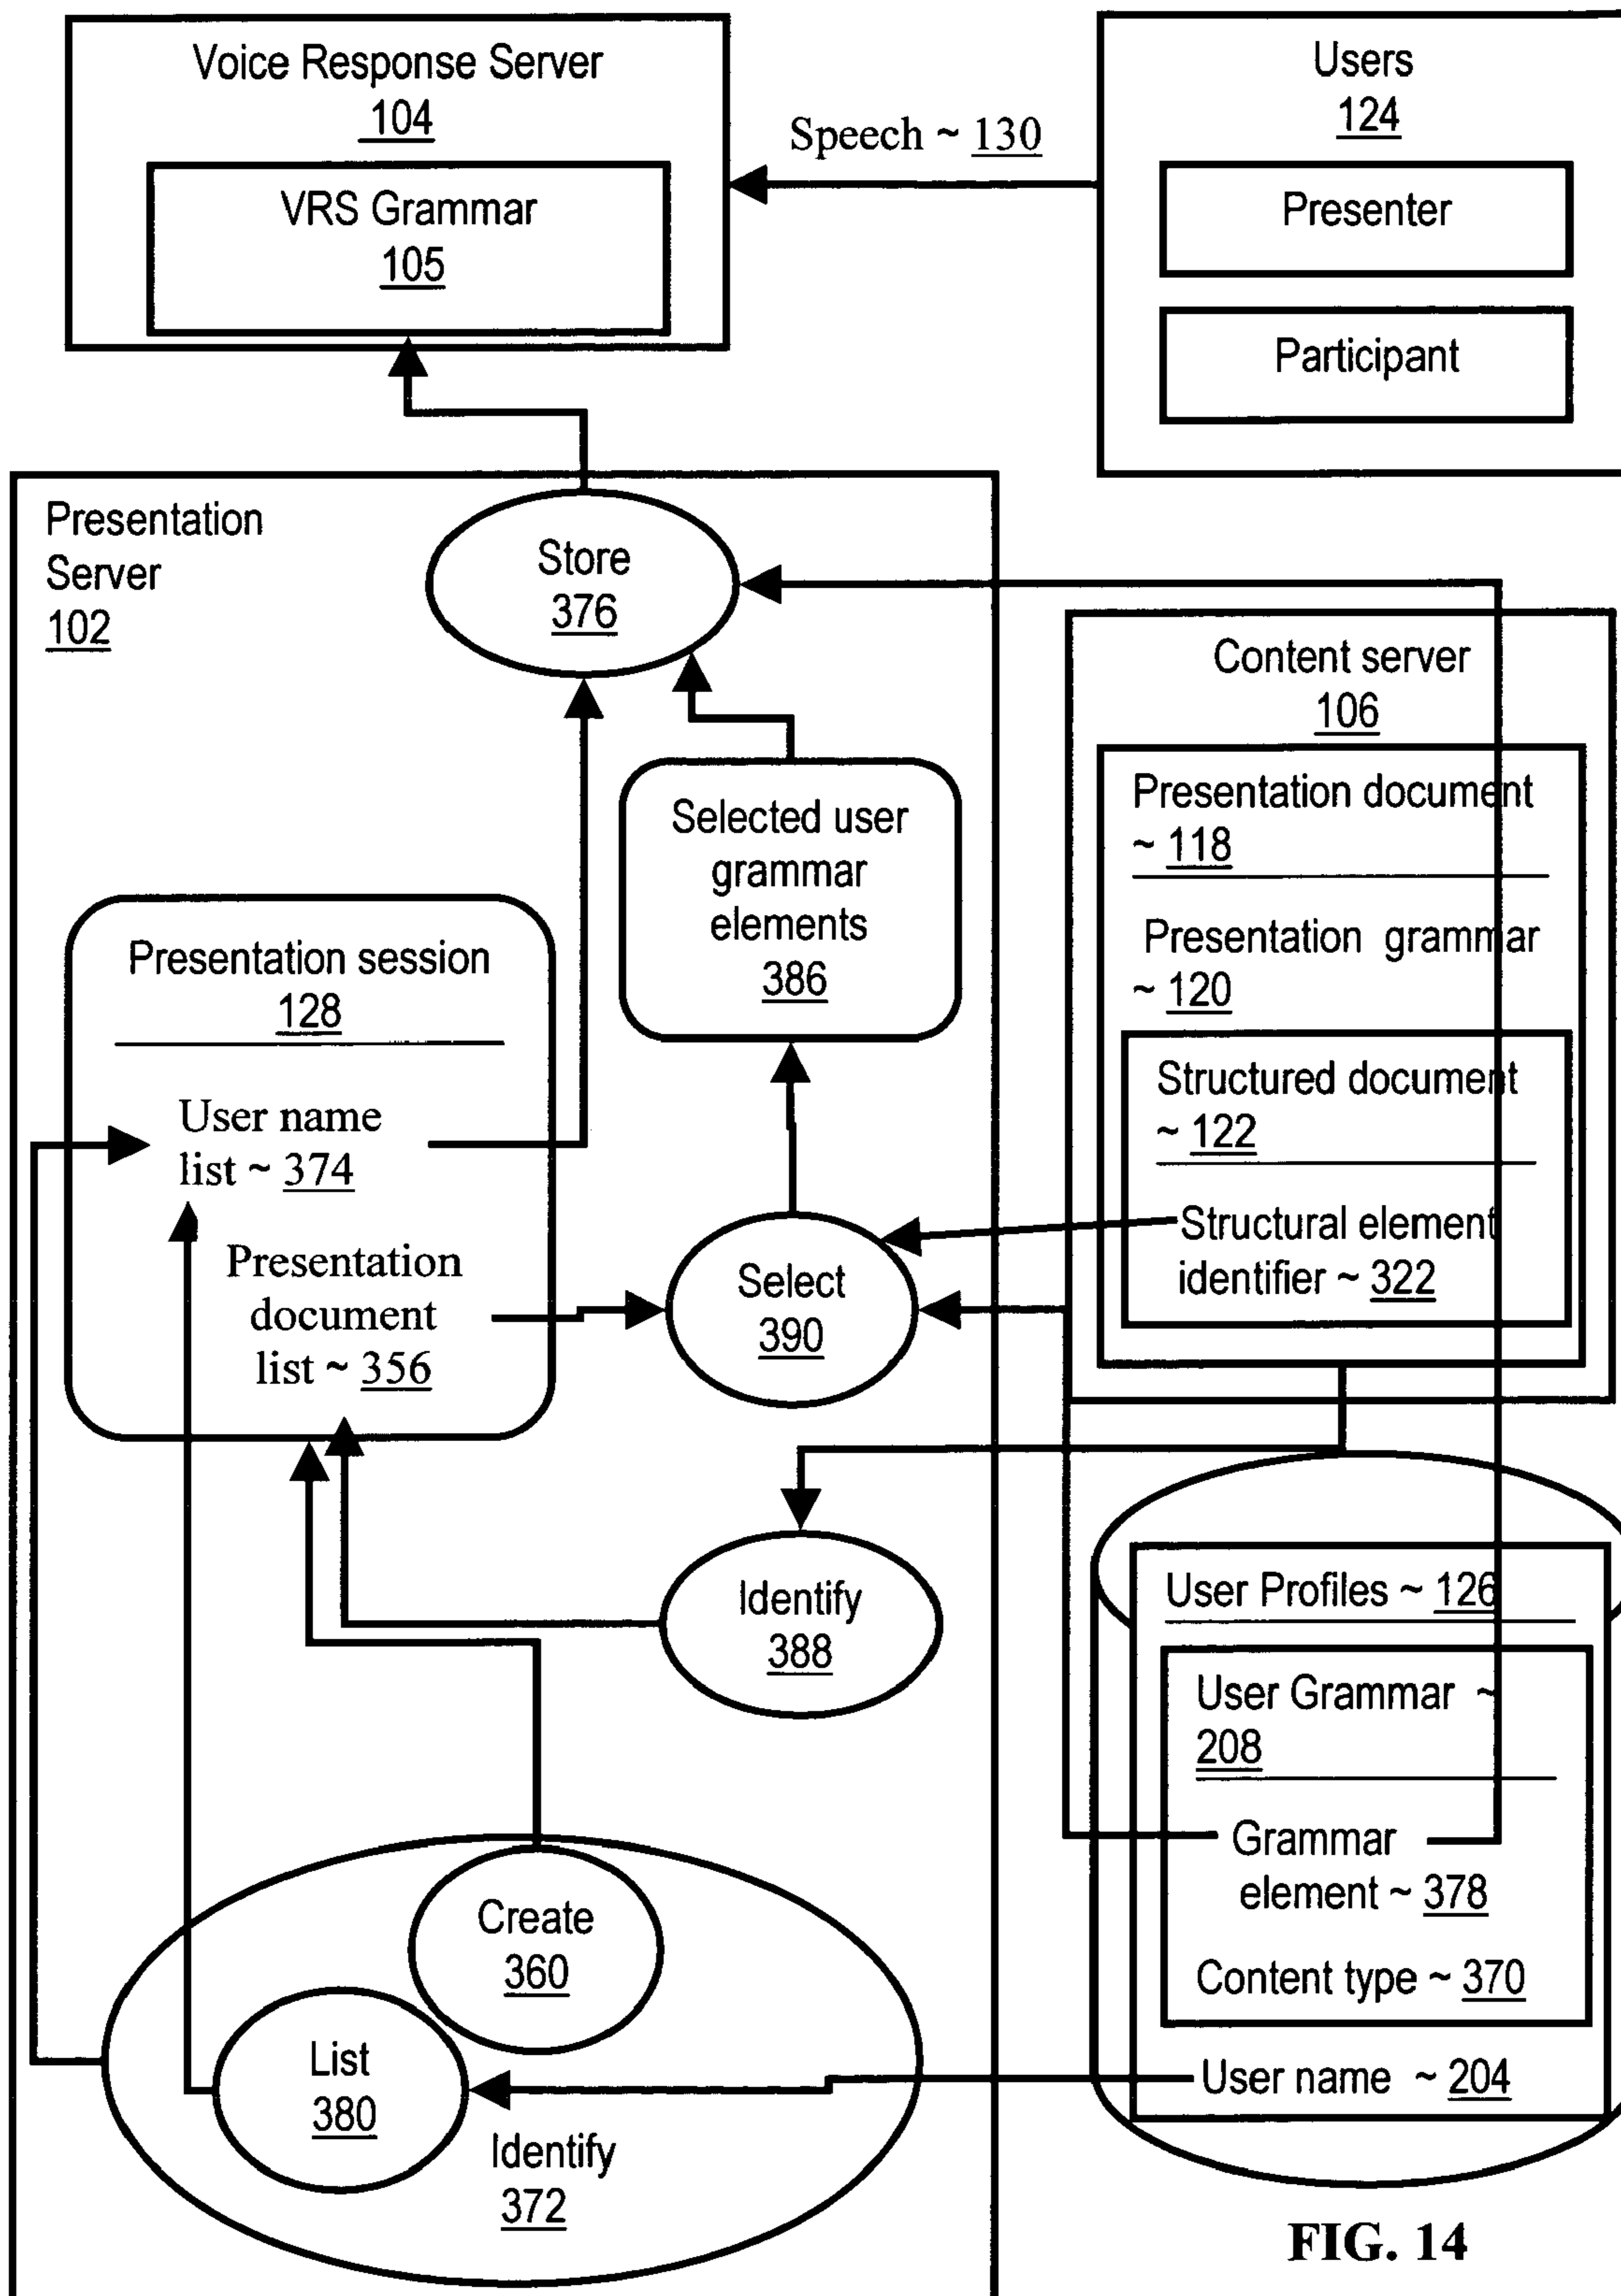 Voice Response Server
104
VRS Grammar
105
Speech ~ 130
Users
124
Presenter
Participant
Presentation
Server
102
Store
376
Selected user
grammar
elements
386
Presentation session
128
User name
list ~ 374
Presentation
document
list ~ 356
Select
390
Identify
388
Create
360
List
380
Identify
372
Content server
106
Presentation document
~ 118
Presentation grammar
~ 120
Structured document
~ 122
Structural element
identifier ~ 322
User Profiles ~ 126
User Grammar ~
208
Grammar
element ~ 378
Content type ~ 370
User name ~ 204
FIG. 14